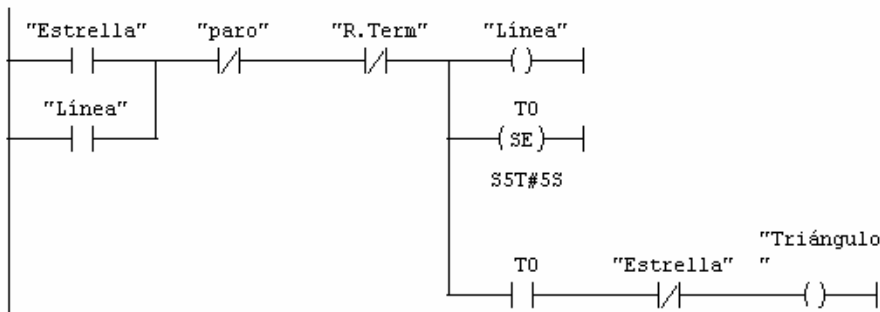 "Estrella" "paro" "R.Term" "Línea"
"Línea" T0
SE
S5T#5S
"Triángulo
T0 "Estrella" "